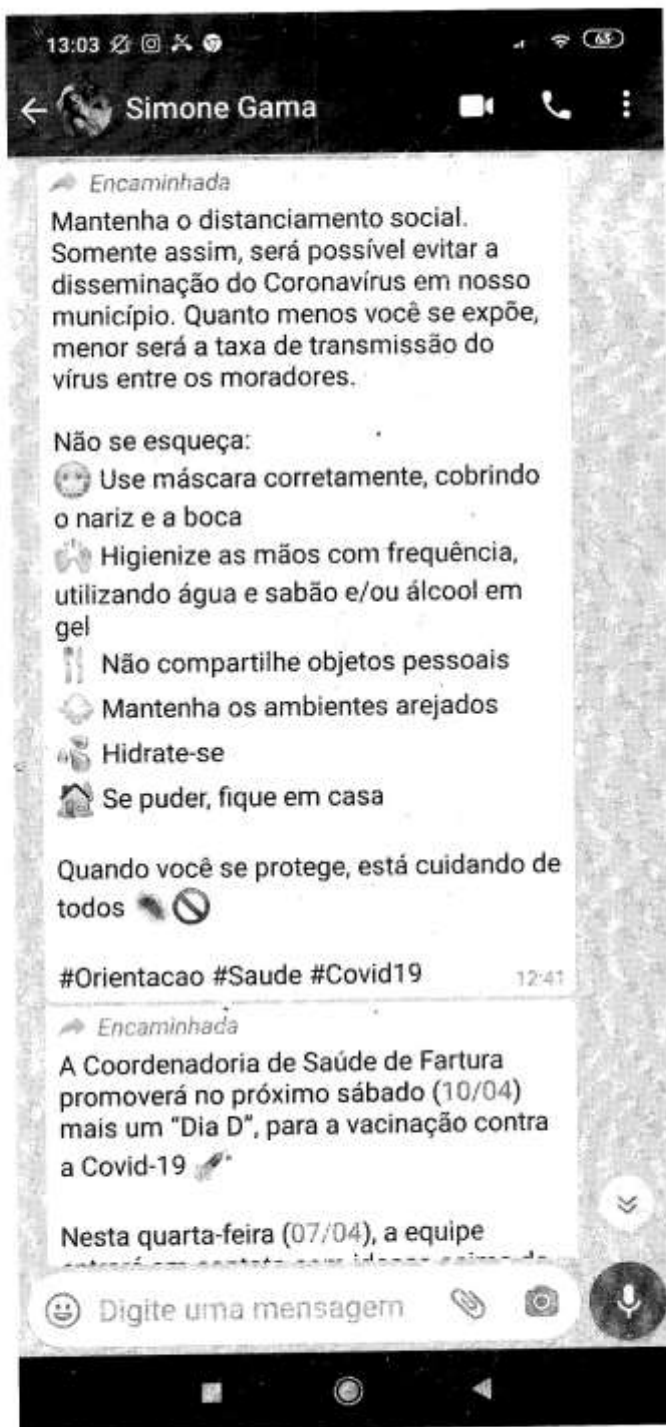 13:03
63
Simone Gama
Encaminhada
Mantenha o distanciamento social.
Somente assim, será possível evitar a
disseminação do Coronavírus em nosso
município. Quanto menos você se expõe,
menor será a taxa de transmissão do
vírus entre os moradores.
Não se esqueça:
Use máscara corretamente, cobrindo
o nariz e a boca
Higienize as mãos com frequência,
utilizando água e sabão e/ou álcool em
gel
Não compartilhe objetos pessoais
Mantenha os ambientes arejados
Hidrate-se
Se puder, fique em casa
Quando você se protege, está cuidando de
todos
#Orientacao #Saude #Covid19
12:41
Encaminhada
A Coordenadoria de Saúde de Fartura
promoverá no próximo sábado (10/04)
mais um “Dia D”, para a vacinação contra
a Covid-19
Nesta quarta-feira (07/04), a equipe
Digite uma mensagem